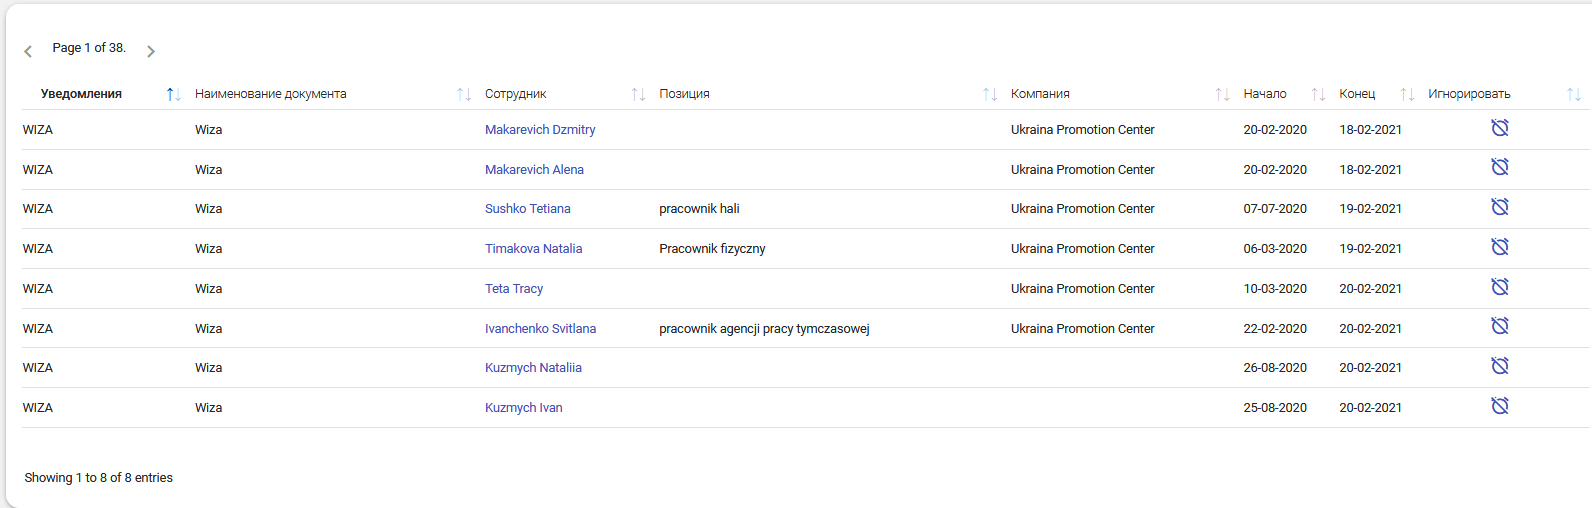 Page 1 of 38.
Уведомления Наименование документа Сотрудник Позиция Компания Начало Конец Игнорировать
WIZA Wiza Makarevich Dzmitry Ukraina Promotion Center 20-02-2020 18-02-2021
WIZA Wiza Makarevich Alena Ukraina Promotion Center 20-02-2020 18-02-2021
WIZA Wiza Sushko Tetiana pracownik hali Ukraina Promotion Center 07-07-2020 19-02-2021
WIZA Wiza Timakova Natalia Pracownik fizyczny Ukraina Promotion Center 06-03-2020 19-02-2021
WIZA Wiza Teta Tracy Ukraina Promotion Center 10-03-2020 20-02-2021
WIZA Wiza Ivanchenko Svitlana pracownik agencji pracy tymczasowej Ukraina Promotion Center 22-02-2020 20-02-2021
WIZA Wiza Kuzmych Nataliia 26-08-2020 20-02-2021
WIZA Wiza Kuzmych Ivan 25-08-2020 20-02-2021
Showing 1 to 8 of 8 entries